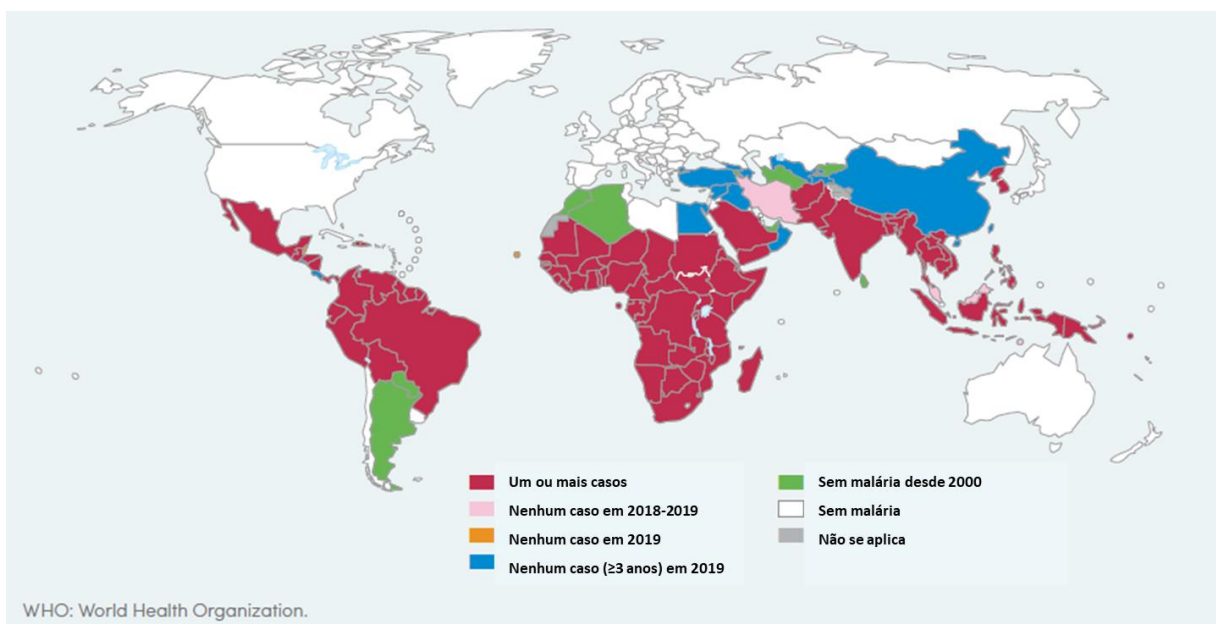 Um ou mais casos
Nenhum caso em 2018-2019
Nenhum caso em 2019
Nenhum caso (≥3 anos) em 2019
Sem malária desde 2000
Sem malária
Não se aplica
WHO: World Health Organization.